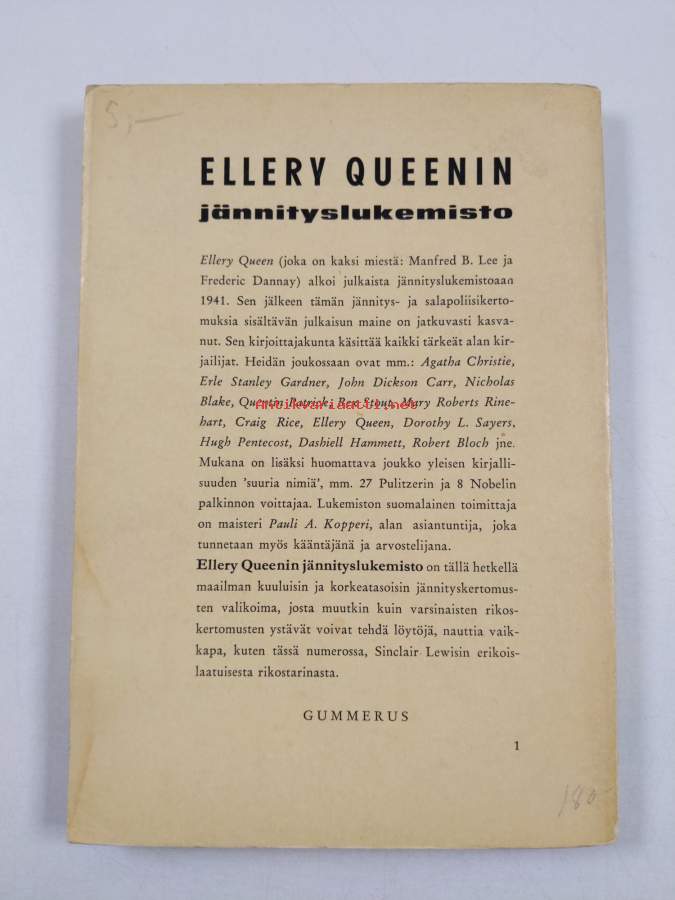 5,—
ELLERY QUEENIN
jännityslukemisto
Ellery Queen (joka on kaksi miestä: Manfred B. Lee ja
Frederic Dannay) alkoi julkaista jännityslukemistoaan
1941. Sen jälkeen tämän jännitys- ja salapoliisikerto-
muksia sisältävän julkaisun maine on jatkuvasti kasva-
nut. Sen kirjoittajakunta käsittää kaikki tärkeät alan kir-
jailijat. Heidän joukossaan ovat mm.: Agatha Christie,
Erle Stanley Gardner, John Dickson Carr, Nicholas
Blake, Quentin Patrick, Rex Stout, Mary Roberts Rine-
antikvariaatti.net
hart, Craig Rice, Ellery Queen, Dorothy L. Sayers,
Hugh Pentecost, Dashiell Hammett, Robert Bloch jne.
Mukana on lisäksi huomattava joukko yleisen kirjalli-
suuden 'suuria nimiä', mm. 27 Pulitzerin ja 8 Nobelin
palkinnon voittajaa. Lukemiston suomalainen toimittaja
on maisteri Pauli A. Kopperi, alan asiantuntija, joka
tunnetaan myös kääntäjänä ja arvostelijana.
Ellery Queenin jännityslukemisto on tällä hetkellä
maailman kuuluisin ja korkeatasoisin jännityskertomus-
ten valikoima, josta muutkin kuin varsinaisten rikos-
kertomusten ystävät voivat tehdä löytöjä, nauttia vaik-
kapa, kuten tässä numerossa, Sinclair Lewisin erikois-
laatuisesta rikostarinasta.
GUMMERUS
1
180